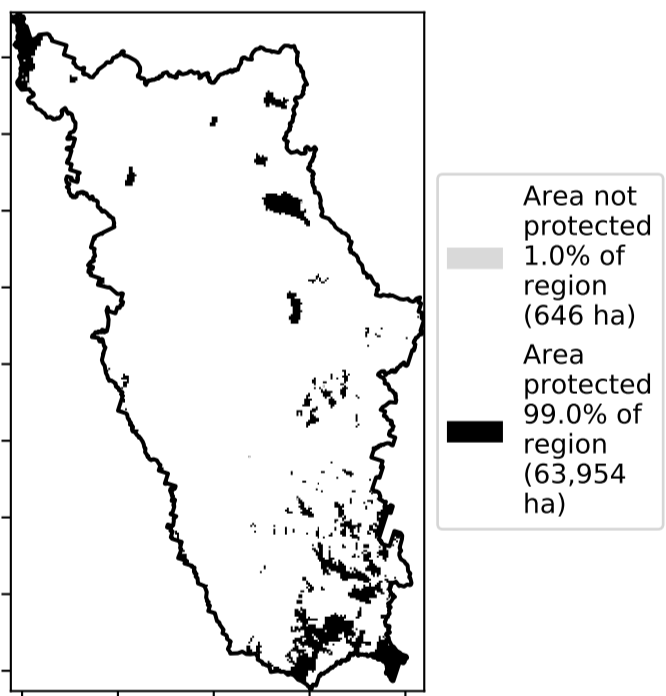 Area not
protected
1.0% of
region
(646 ha)
Area
protected
99.0% of
region
(63,954
ha)